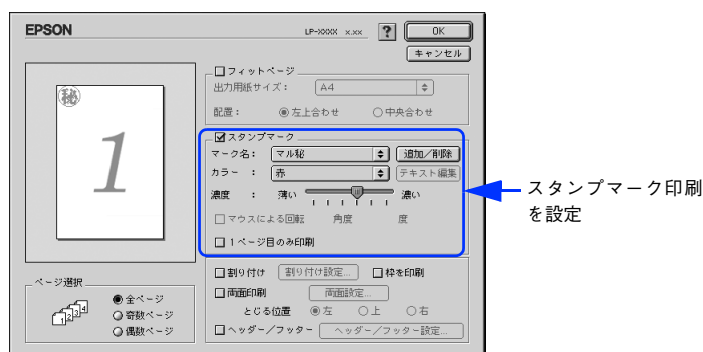 EPSON
LP-XXXX x.xx
?
OK
キャンセル
フィットページ
出力用紙サイズ： A4
配置： 左上合わせ 中央合わせ
㊙
1
スタンプマーク
マーク名： マル秘 追加／削除
カラー ： 赤 テキスト編集
濃度 ： 薄い 濃い
マウスによる回転 角度 度
1ページ目のみ印刷
スタンプマーク印刷
を設定
割り付け 割り付け設定... 枠を印刷
両面印刷 両面設定...
とじる位置 左 上 右
ヘッダー／フッター ヘッダー／フッター設定...
ページ選択
1 2 3 4
全ページ
奇数ページ
偶数ページ